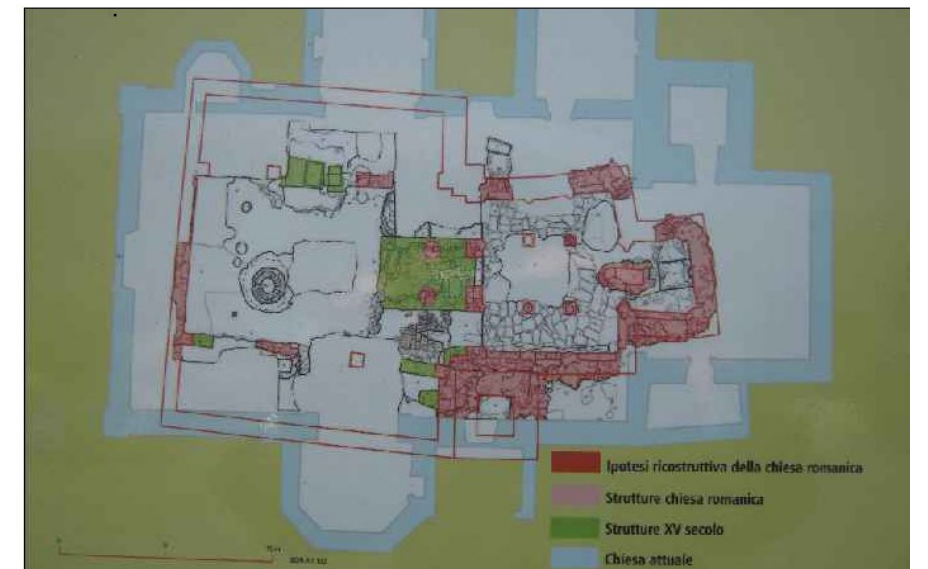 Ipotesi ricostruttiva della chiesa romanica
Strutture chiesa romanica
Strutture XV secolo
Chiesa attuale